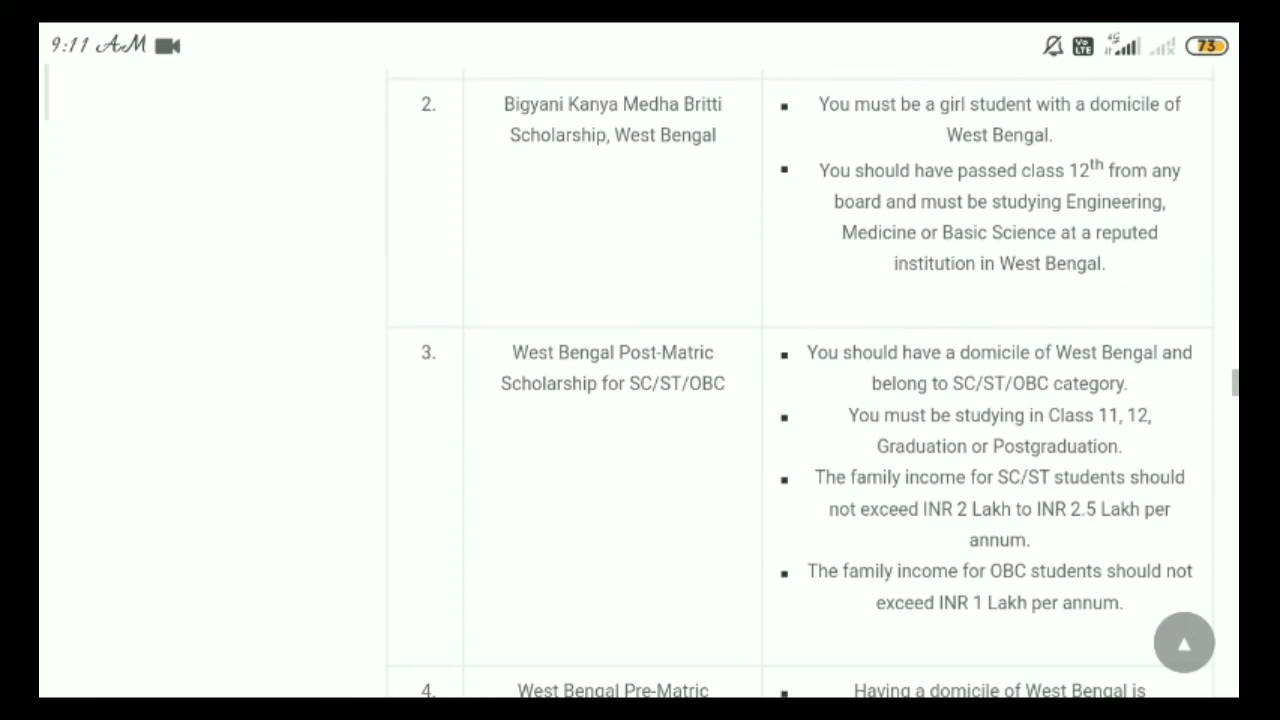 9:11 AM
Vo LTE 4G 73
2.
Bigyani Kanya Medha Britti
Scholarship, West Bengal
▪ You must be a girl student with a domicile of
West Bengal.
▪ You should have passed class 12th from any
board and must be studying Engineering,
Medicine or Basic Science at a reputed
institution in West Bengal.
3.
West Bengal Post-Matric
Scholarship for SC/ST/OBC
▪ You should have a domicile of West Bengal and
belong to SC/ST/OBC category.
▪ You must be studying in Class 11, 12,
Graduation or Postgraduation.
▪ The family income for SC/ST students should
not exceed INR 2 Lakh to INR 2.5 Lakh per
annum.
▪ The family income for OBC students should not
exceed INR 1 Lakh per annum.
4.
West Bengal Pre-Matric
▪ Having a domicile of West Bengal is